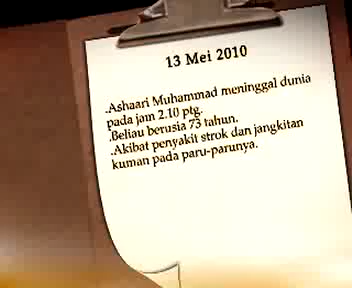 13 Mei 2010
.Ashaari Muhammad meninggal dunia
pada jam 2.10 ptg.
.Beliau berusia 73 tahun.
.Akibat penyakit strok dan jangkitan
kuman pada paru-parunya.